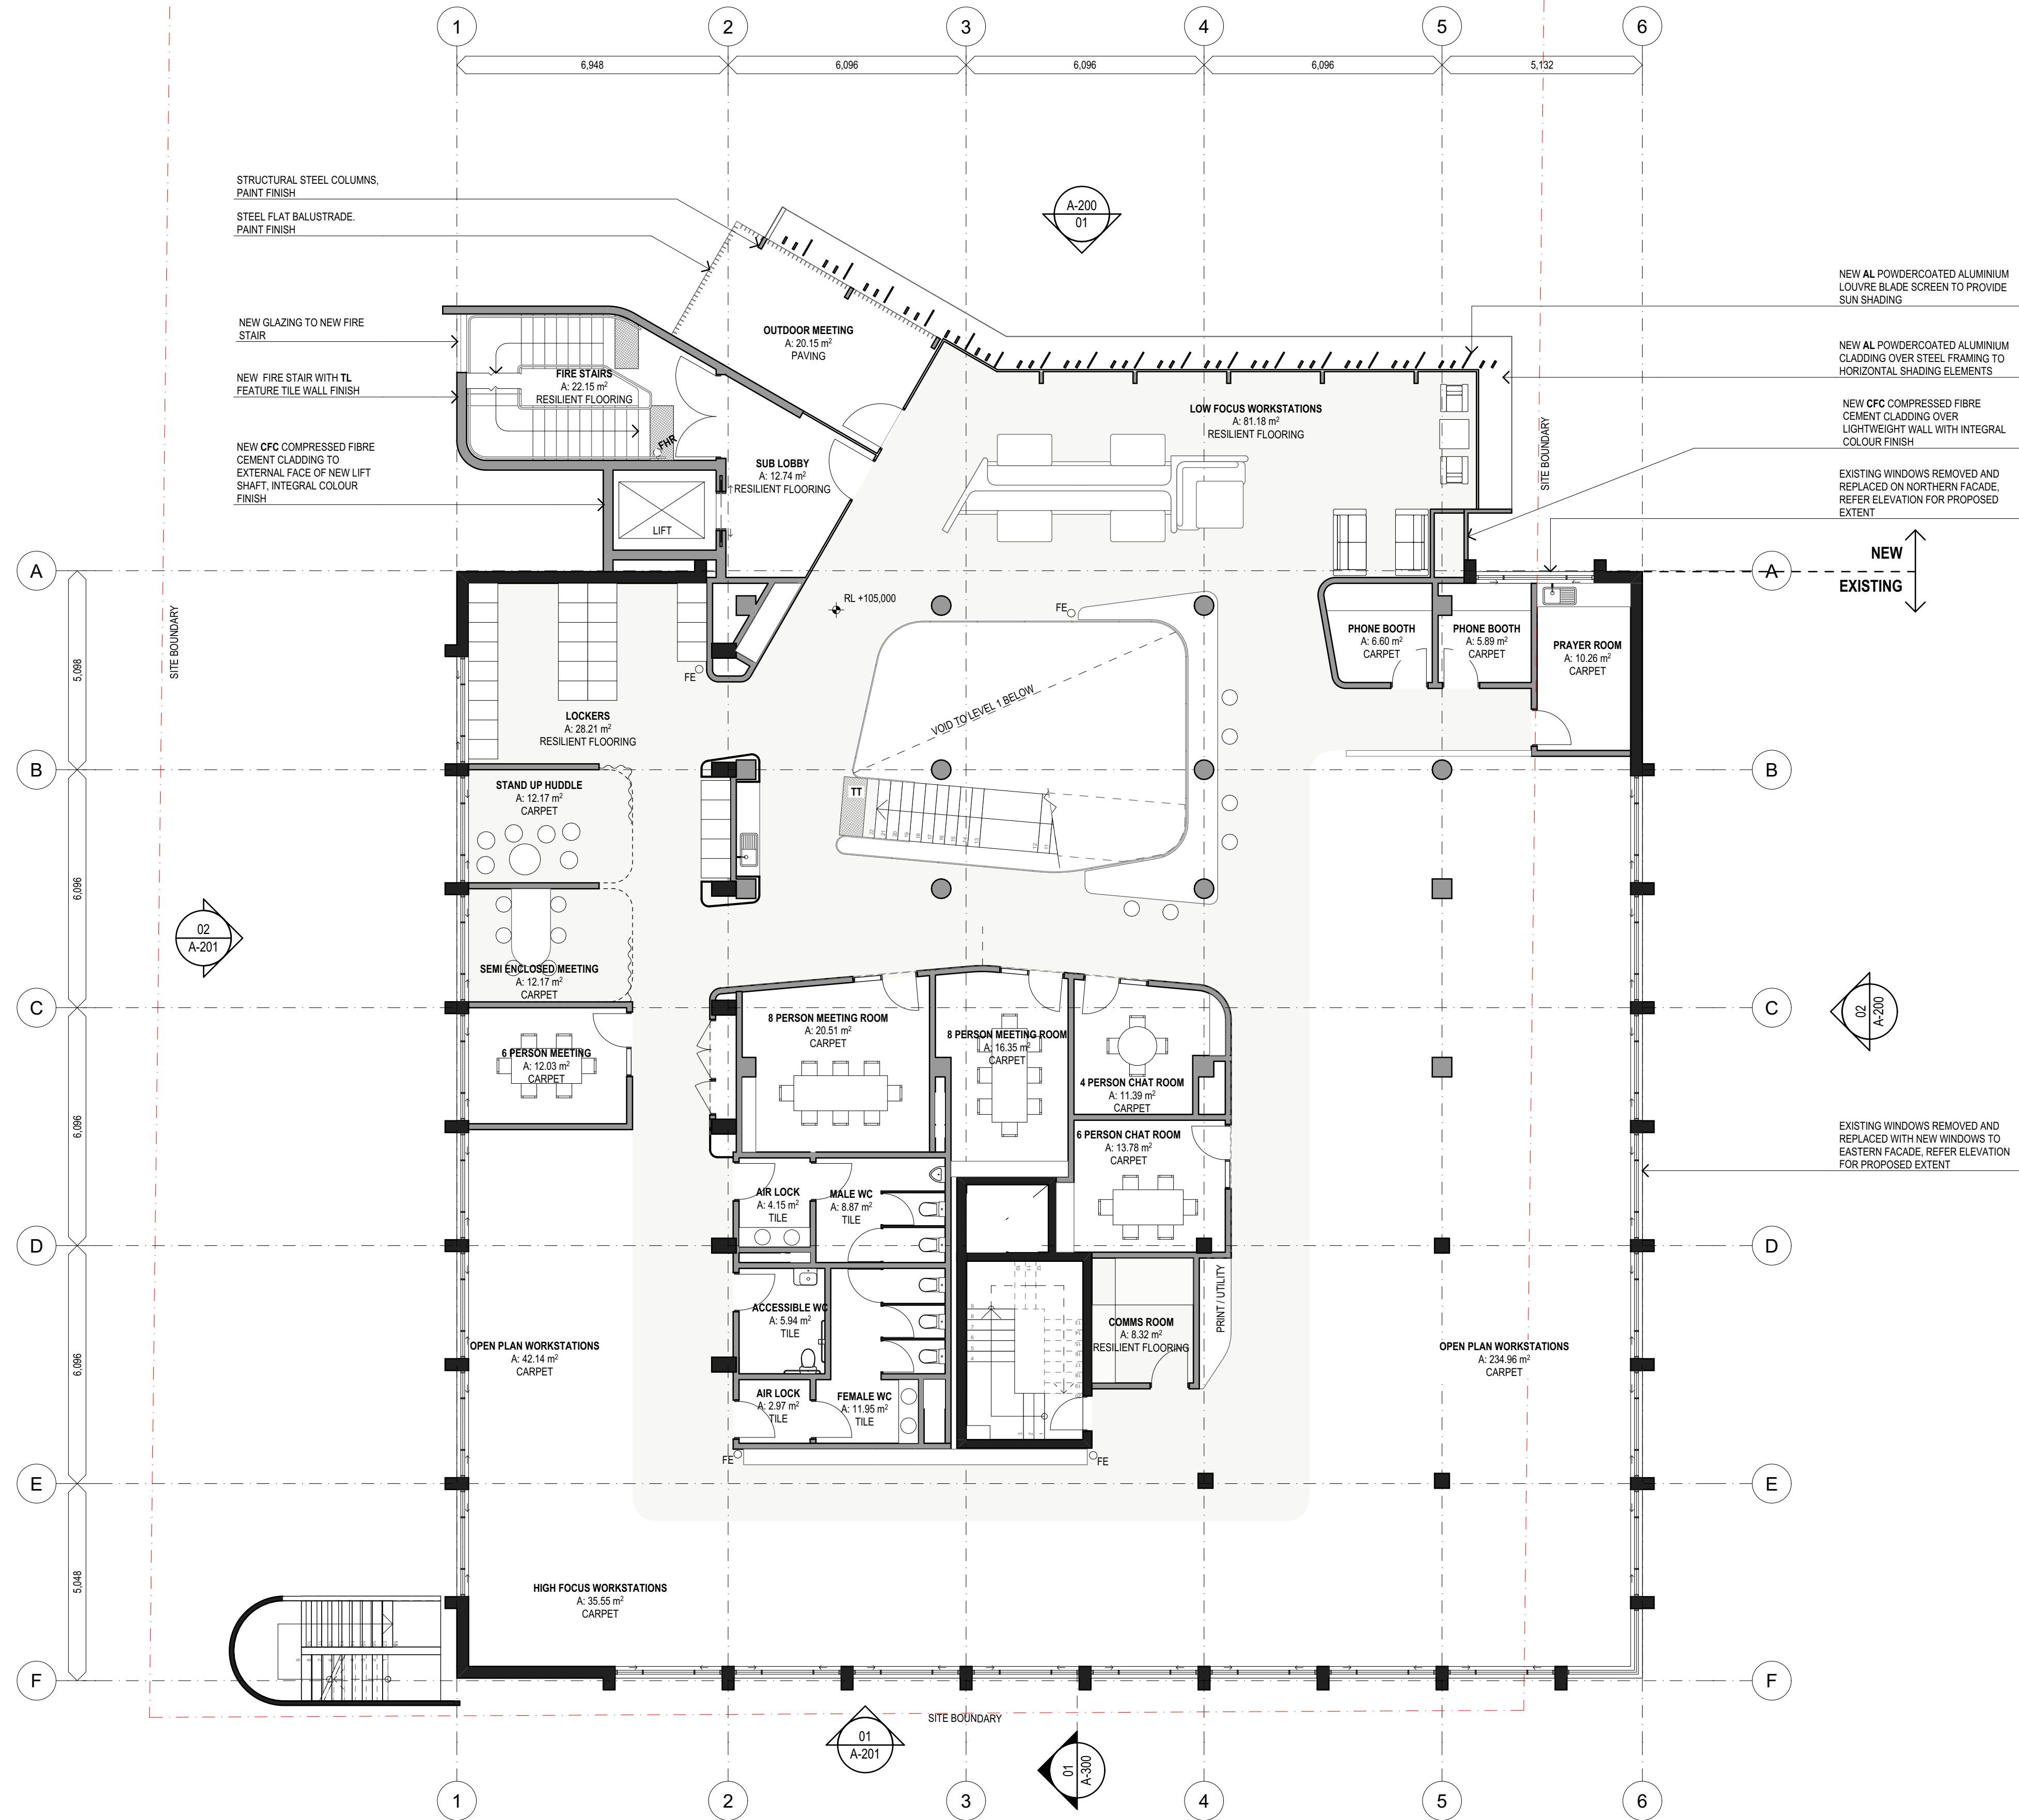 1
2
3
4
5
6
6,948
6,096
6,096
6,096
5,132
STRUCTURAL STEEL COLUMNS,
PAINT FINISH
STEEL FLAT BALUSTRADE.
PAINT FINISH
NEW GLAZING TO NEW FIRE
STAIR
NEW FIRE STAIR WITH TL
FEATURE TILE WALL FINISH
NEW CFC COMPRESSED FIBRE
CEMENT CLADDING TO
EXTERNAL FACE OF NEW LIFT
SHAFT, INTEGRAL COLOUR
FINISH
A-200
01
NEW AL POWDERCOATED ALUMINIUM
LOUVRE BLADE SCREEN TO PROVIDE
SUN SHADING
NEW AL POWDERCOATED ALUMINIUM
CLADDING OVER STEEL FRAMING TO
HORIZONTAL SHADING ELEMENTS
NEW CFC COMPRESSED FIBRE
CEMENT CLADDING OVER
LIGHTWEIGHT WALL WITH INTEGRAL
COLOUR FINISH
EXISTING WINDOWS REMOVED AND
REPLACED ON NORTHERN FACADE,
REFER ELEVATION FOR PROPOSED
EXTENT
NEW
EXISTING
SITE BOUNDARY
SITE BOUNDARY
OUTDOOR MEETING
A: 20.15 m²
PAVING
FIRE STAIRS
A: 22.15 m²
RESILIENT FLOORING
FHR
SUB LOBBY
A: 12.74 m²
RESILIENT FLOORING
LIFT
LOW FOCUS WORKSTATIONS
A: 81.18 m²
RESILIENT FLOORING
A
A
RL +105,000
FE
FE
PHONE BOOTH
A: 6.60 m²
CARPET
PHONE BOOTH
A: 5.89 m²
CARPET
PRAYER ROOM
A: 10.26 m²
CARPET
5,098
LOCKERS
A: 28.21 m²
RESILIENT FLOORING
VOID TO LEVEL 1 BELOW
B
B
STAND UP HUDDLE
A: 12.17 m²
CARPET
TT
22
21
20
19
18
17
16
15
14
13
12
11
6,096
02
A-201
SEMI ENCLOSED MEETING
A: 12.17 m²
CARPET
C
C
02
A-200
8 PERSON MEETING ROOM
A: 20.51 m²
CARPET
8 PERSON MEETING ROOM
A: 16.35 m²
CARPET
6 PERSON MEETING
A: 12.03 m²
CARPET
4 PERSON CHAT ROOM
A: 11.39 m²
CARPET
6,096
6 PERSON CHAT ROOM
A: 13.78 m²
CARPET
EXISTING WINDOWS REMOVED AND
REPLACED WITH NEW WINDOWS TO
EASTERN FACADE, REFER ELEVATION
FOR PROPOSED EXTENT
AIR LOCK
A: 4.15 m²
TILE
MALE WC
A: 8.87 m²
TILE
D
D
ACCESSIBLE WC
A: 5.94 m²
TILE
COMMS ROOM
A: 8.32 m²
RESILIENT FLOORING
PRINT / UTILITY
OPEN PLAN WORKSTATIONS
A: 42.14 m²
CARPET
OPEN PLAN WORKSTATIONS
A: 234.96 m²
CARPET
6,096
AIR LOCK
A: 2.97 m²
TILE
FEMALE WC
A: 11.95 m²
TILE
FE
FE
E
E
5,048
HIGH FOCUS WORKSTATIONS
A: 35.55 m²
CARPET
F
F
SITE BOUNDARY
01
A-201
01
A-300
1
2
3
4
5
6